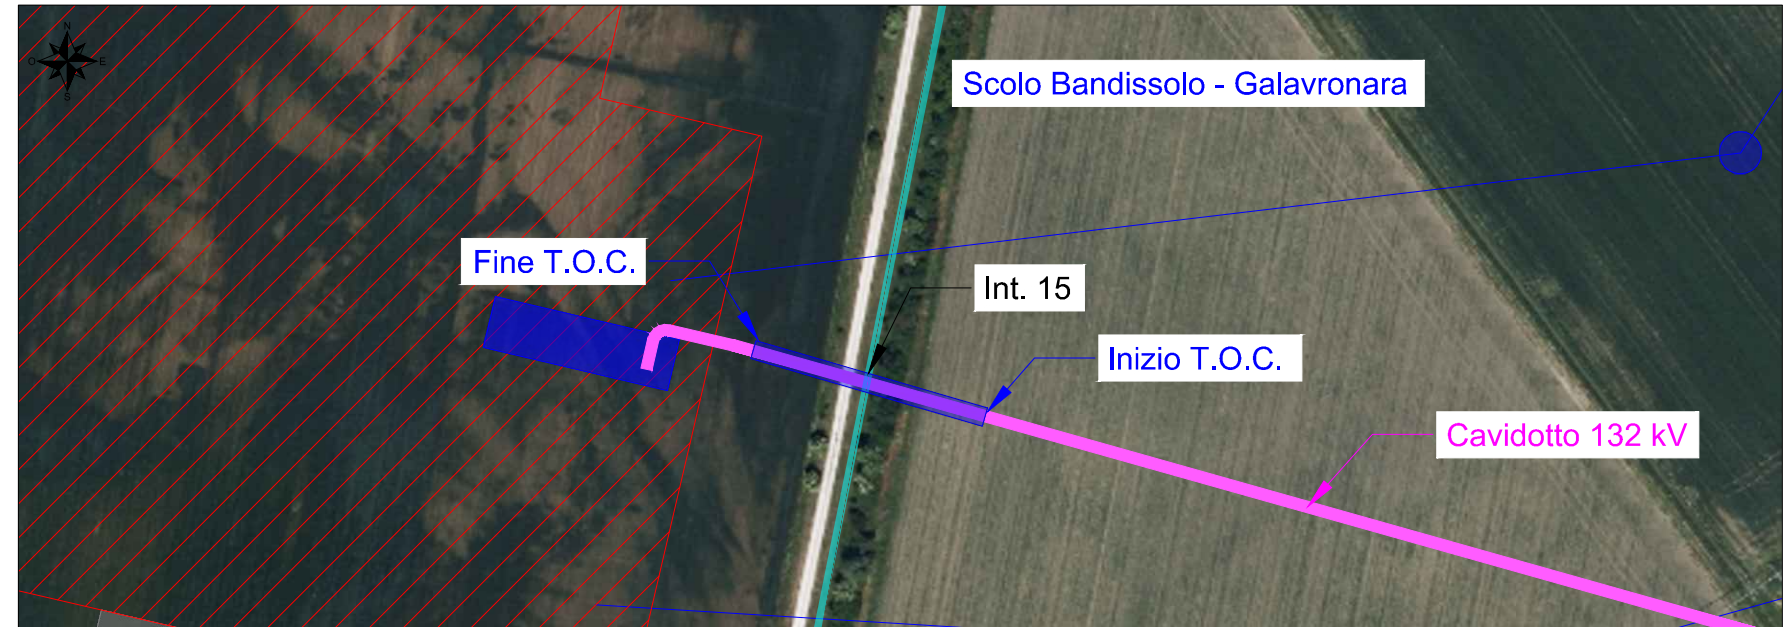 N
O
E
S
Scolo Bandissolo - Galavronara
Fine T.O.C.
Int. 15
Inizio T.O.C.
Cavidotto 132 kV